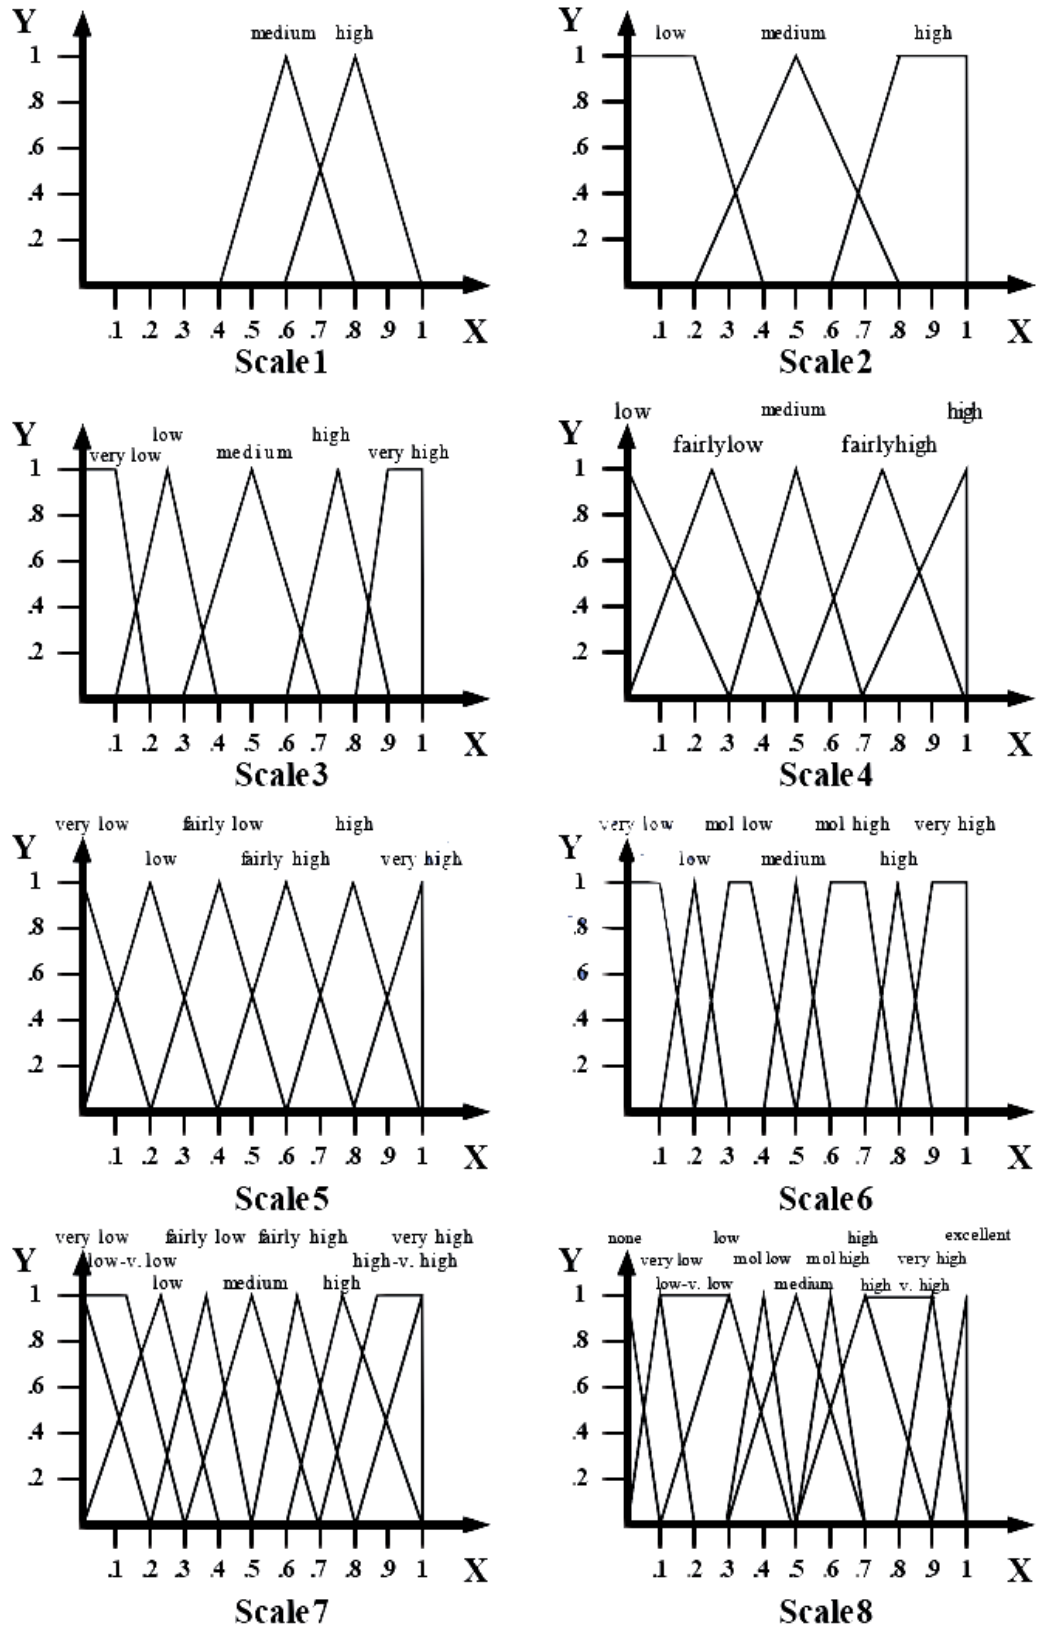 Y
medium high
1
.8
.6
.4
.2
.1 .2 .3 .4 .5 .6 .7 .8 .9 1 X
Scale1
Y
low medium high
1
.8
.6
.4
.2
.1 .2 .3 .4 .5 .6 .7 .8 .9 1 X
Scale2
Y
low high
very low medium very high
1
.8
.6
.4
.2
.1 .2 .3 .4 .5 .6 .7 .8 .9 1 X
Scale3
low medium high
Y
fairlylow fairlyhigh
1
.8
.6
.4
.2
.1 .2 .3 .4 .5 .6 .7 .8 .9 1 X
Scale4
very low fairly low high
Y
low fairly high very high
1
.8
.6
.4
.2
.1 .2 .3 .4 .5 .6 .7 .8 .9 1 X
Scale5
very low mol low mol high very high
Y
low medium high
1
.8
.6
.4
.2
.1 .2 .3 .4 .5 .6 .7 .8 .9 1 X
Scale6
very low fairly low fairly high very high
Y
low-v. low high-v. high
low medium high
1
.8
.6
.4
.2
.1 .2 .3 .4 .5 .6 .7 .8 .9 1 X
Scale7
none low high excellent
Y
very low mol low mol high very high
low-v. low medium high v. high
1
.8
.6
.4
.2
.1 .2 .3 .4 .5 .6 .7 .8 .9 1 X
Scale8